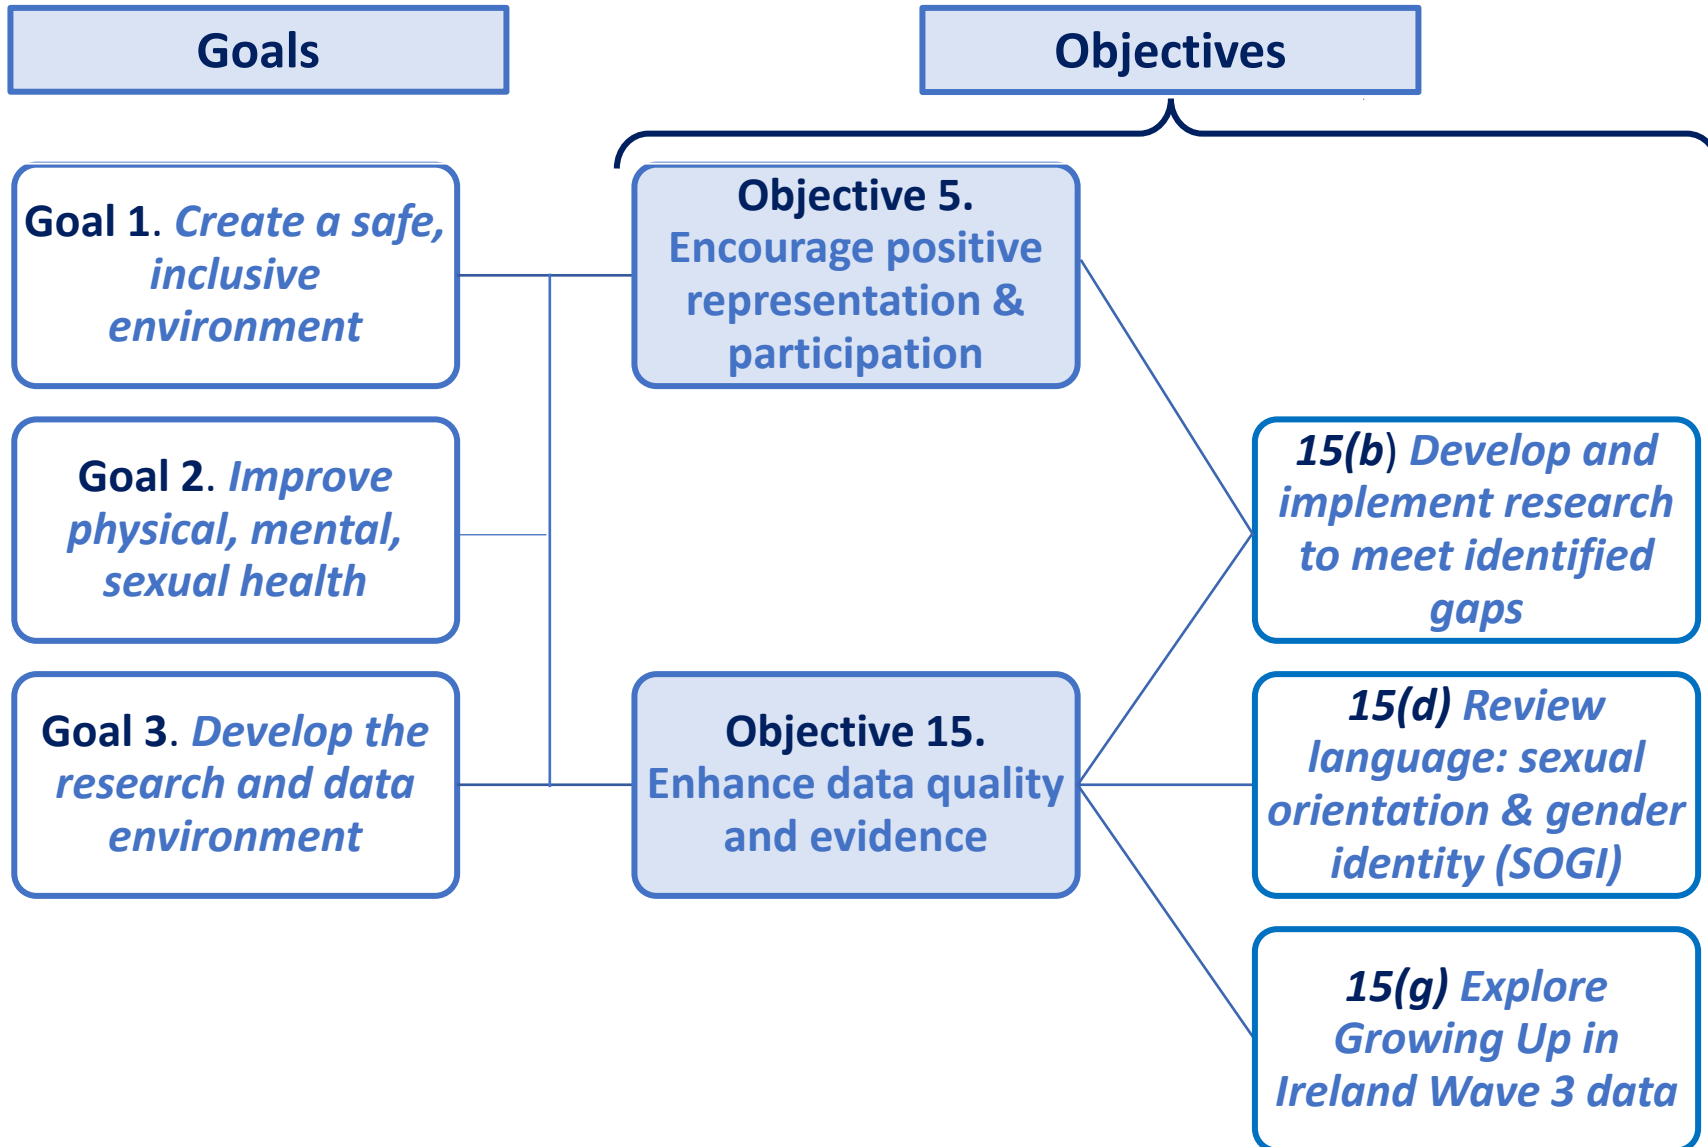 Goals
Objectives
Goal 1. Create a safe,
inclusive
environment
Goal 2. Improve
physical, mental,
sexual health
Goal 3. Develop the
research and data
environment
Objective 5.
Encourage positive
representation &
participation
Objective 15.
Enhance data quality
and evidence
15(b) Develop and
implement research
to meet identified
gaps
15(d) Review
language: sexual
orientation & gender
identity (SOGI)
15(g) Explore
Growing Up in
Ireland Wave 3 data